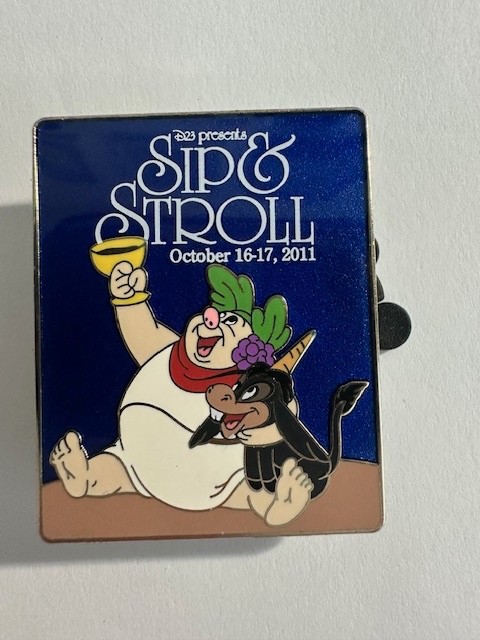 D23 presents
SIP &
STROLL
October 16-17, 2011